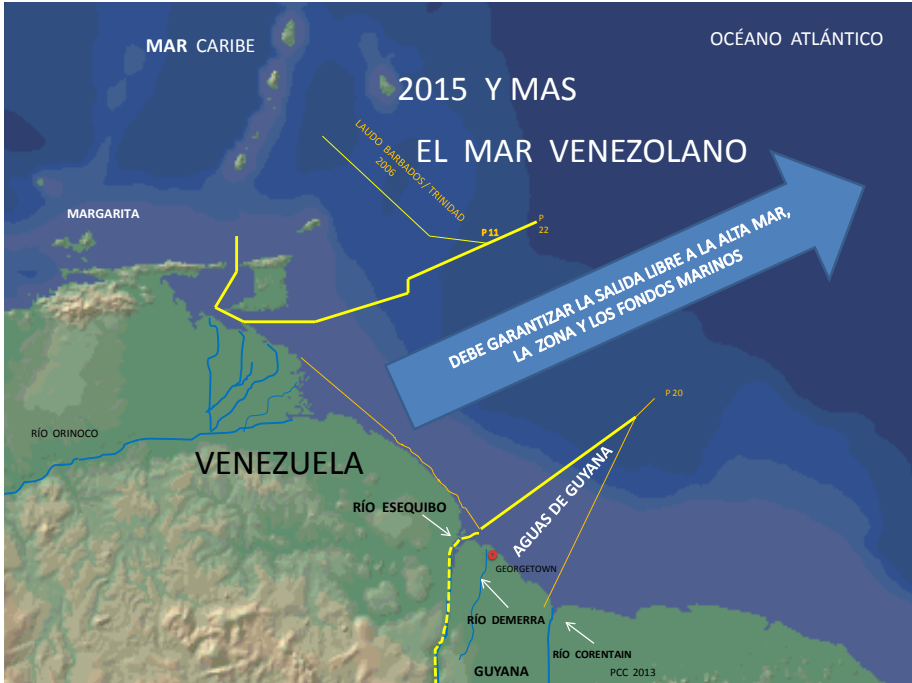 MAR CARIBE
OCÉANO ATLÁNTICO
2015 Y MAS
EL MAR VENEZOLANO
LAUDO BARBADOS/TRINIDAD
2006
MARGARITA
P 11
P
22
DEBE GARANTIZAR LA SALIDA LIBRE A LA ALTA MAR,
LA ZONA Y LOS FONDOS MARINOS
P 20
RÍO ORINOCO
VENEZUELA
RÍO ESEQUIBO
AGUAS DE GUYANA
GEORGETOWN
RÍO DEMERRA
RÍO CORENTAIN
GUYANA
PCC 2013